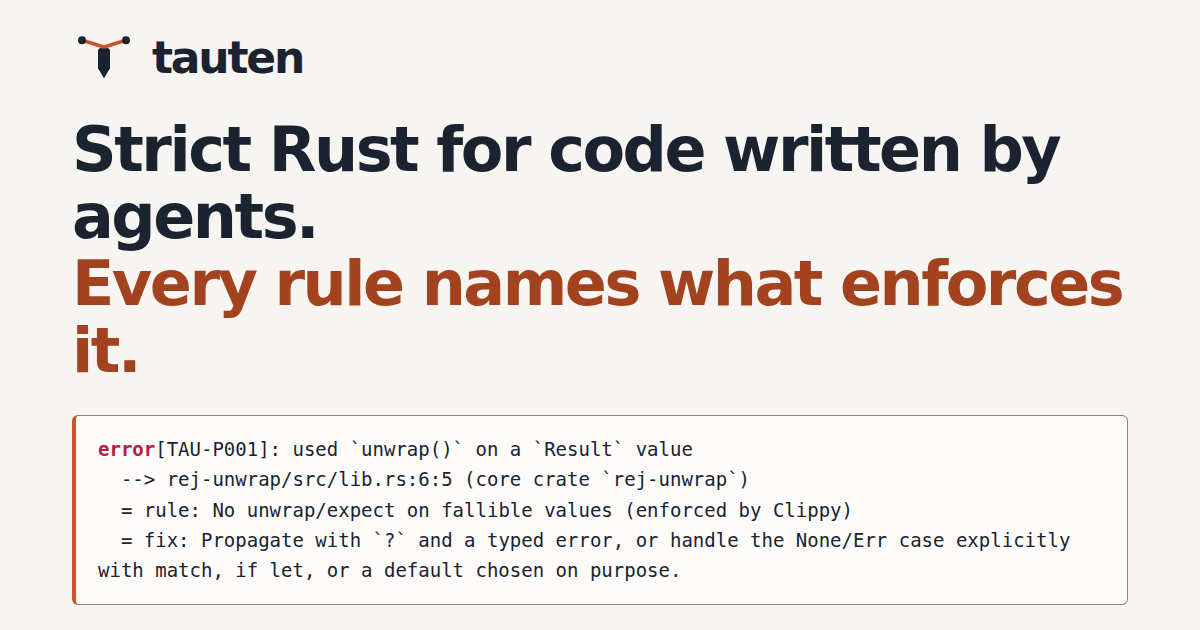 tauten
Strict Rust for code written by
agents.
Every rule names what enforces
it.
error[TAU-P001]: used `unwrap()` on a `Result` value
  --> rej-unwrap/src/lib.rs:6:5 (core crate `rej-unwrap`)
  = rule: No unwrap/expect on fallible values (enforced by Clippy)
  = fix: Propagate with `?` and a typed error, or handle the None/Err case explicitly
with match, if let, or a default chosen on purpose.